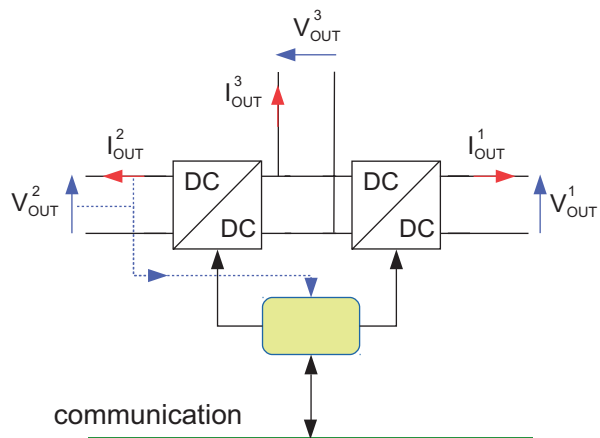 V³OUT
I³OUT
I²OUT
I¹OUT
V²OUT
DC
DC
DC
DC
V¹OUT
communication